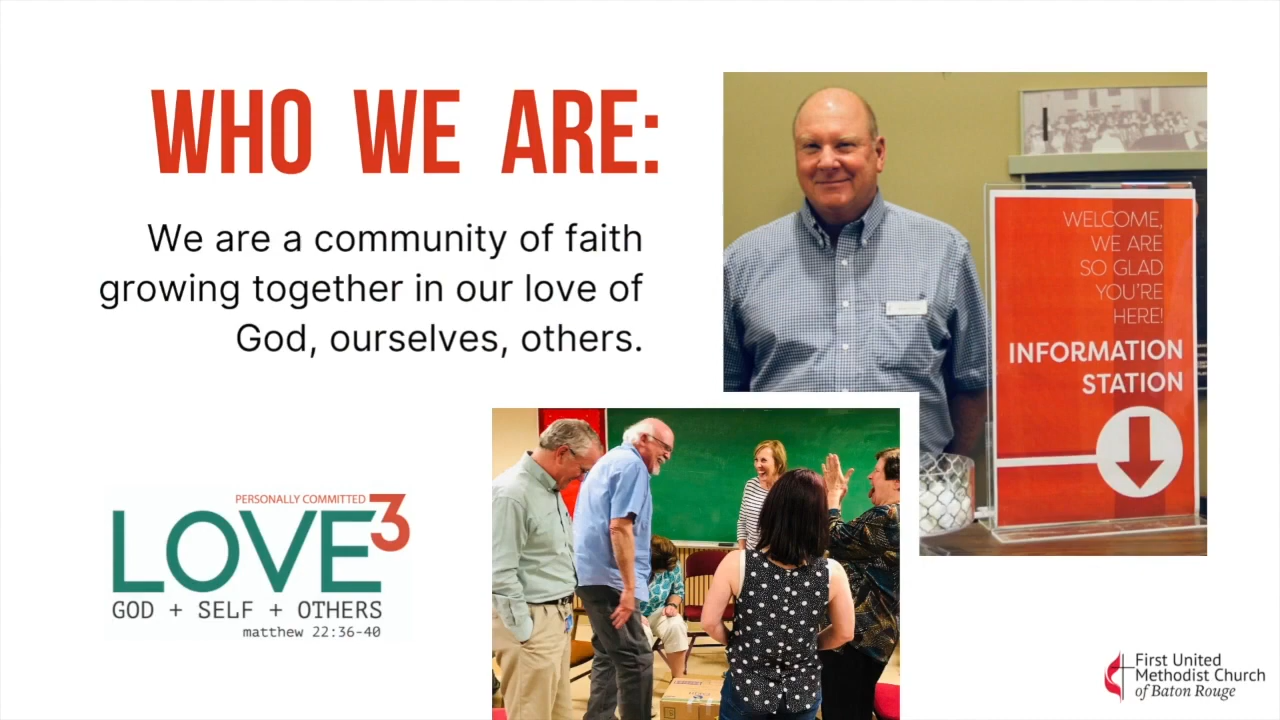 WHO WE ARE:
We are a community of faith
growing together in our love of
God, ourselves, others.
WELCOME,
WE ARE
SO GLAD
YOU'RE
HERE!
INFORMATION
STATION
PERSONALLY COMMITTED
LOVE3
GOD + SELF + OTHERS
matthew 22:36-40
First United
Methodist Church
of Baton Rouge